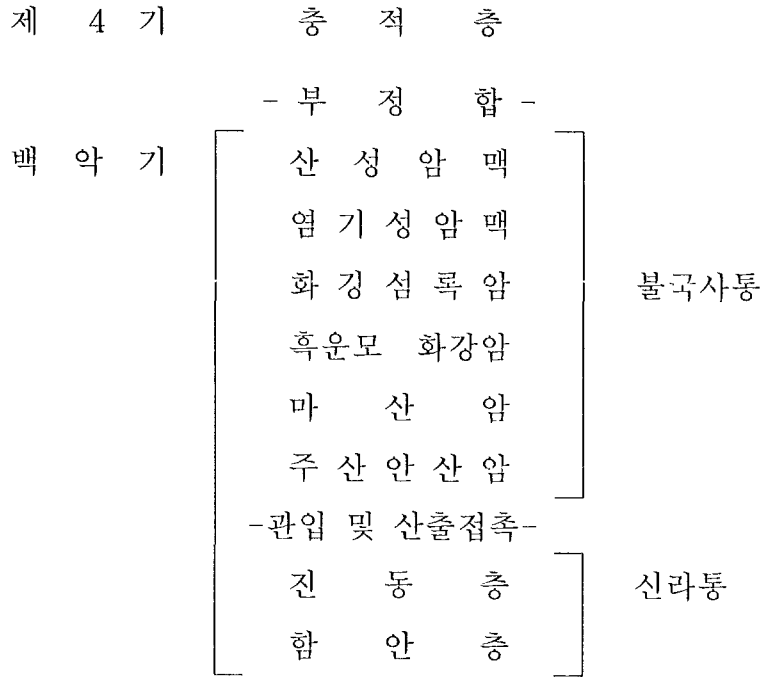 제 4 기 충 적 층
- 부 정 합 -
백 악 기 산 성 암 맥
염 기 성 암 맥
화 강 섬 록 암 불국사통
흑운모 화강암
마 산 암
주 산 안 산 암
-관입 및 산출접촉-
진 동 층 신라통
함 안 층